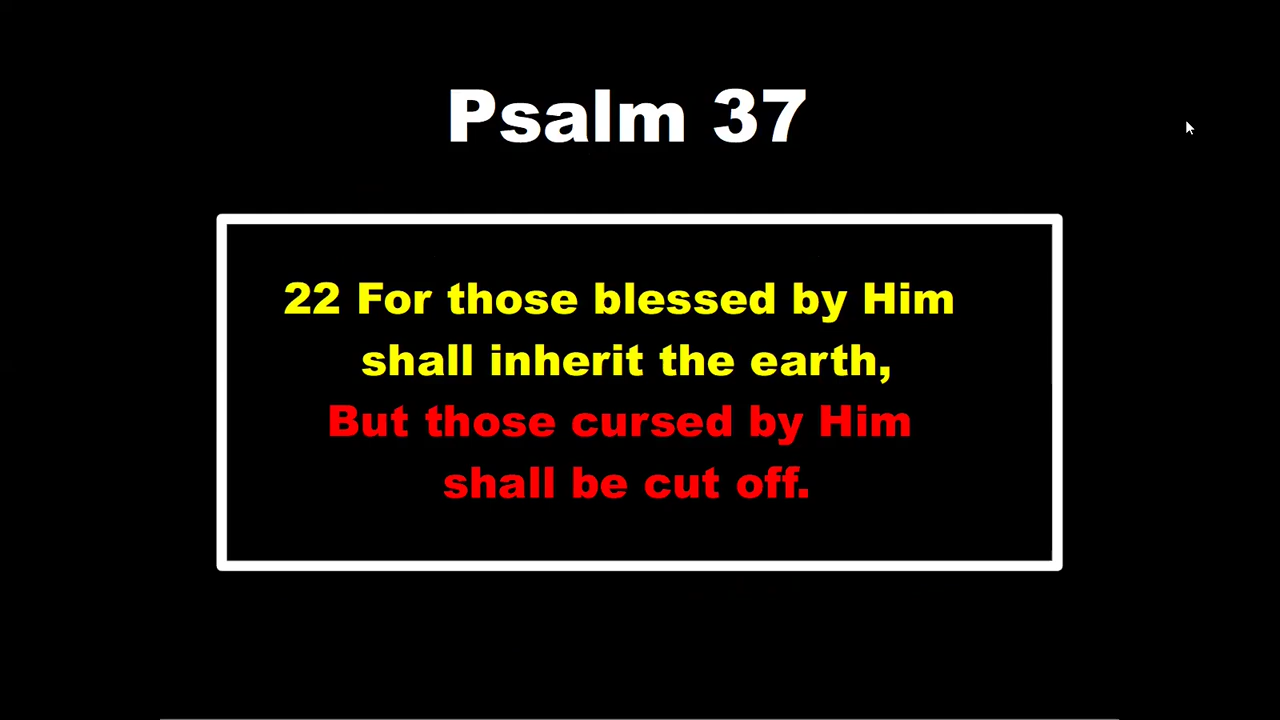 Psalm 37
22 For those blessed by Him
shall inherit the earth,
But those cursed by Him
shall be cut off.